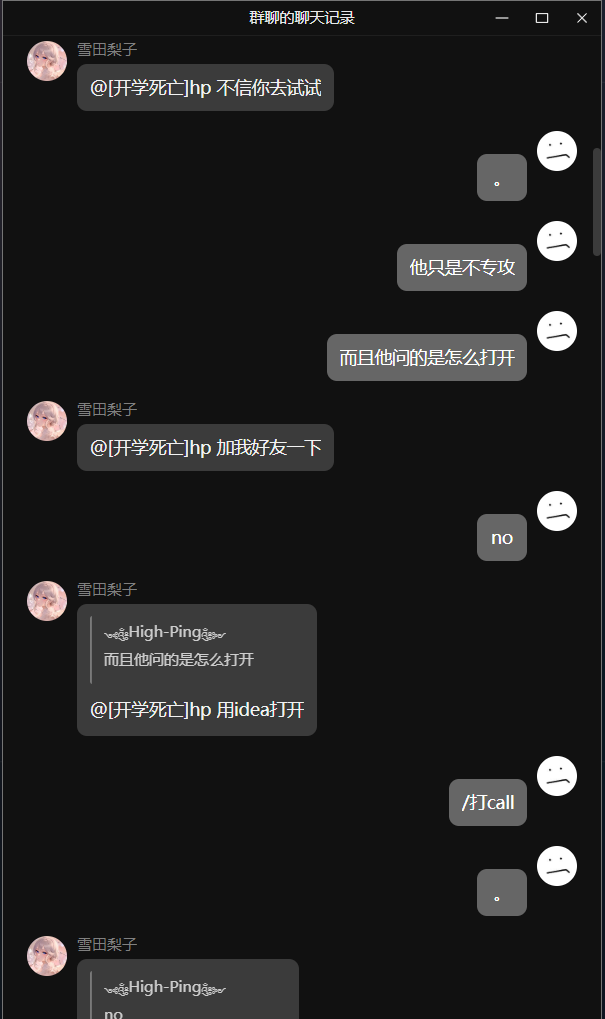 群聊的聊天记录
雪田梨子
@[开学死亡]hp 不信你去试试
。
他只是不专攻
而且他问的是怎么打开
雪田梨子
@[开学死亡]hp 加我好友一下
no
雪田梨子
High-Ping
而且他问的是怎么打开
@[开学死亡]hp 用idea打开
/打call
。
雪田梨子
High-Ping
no